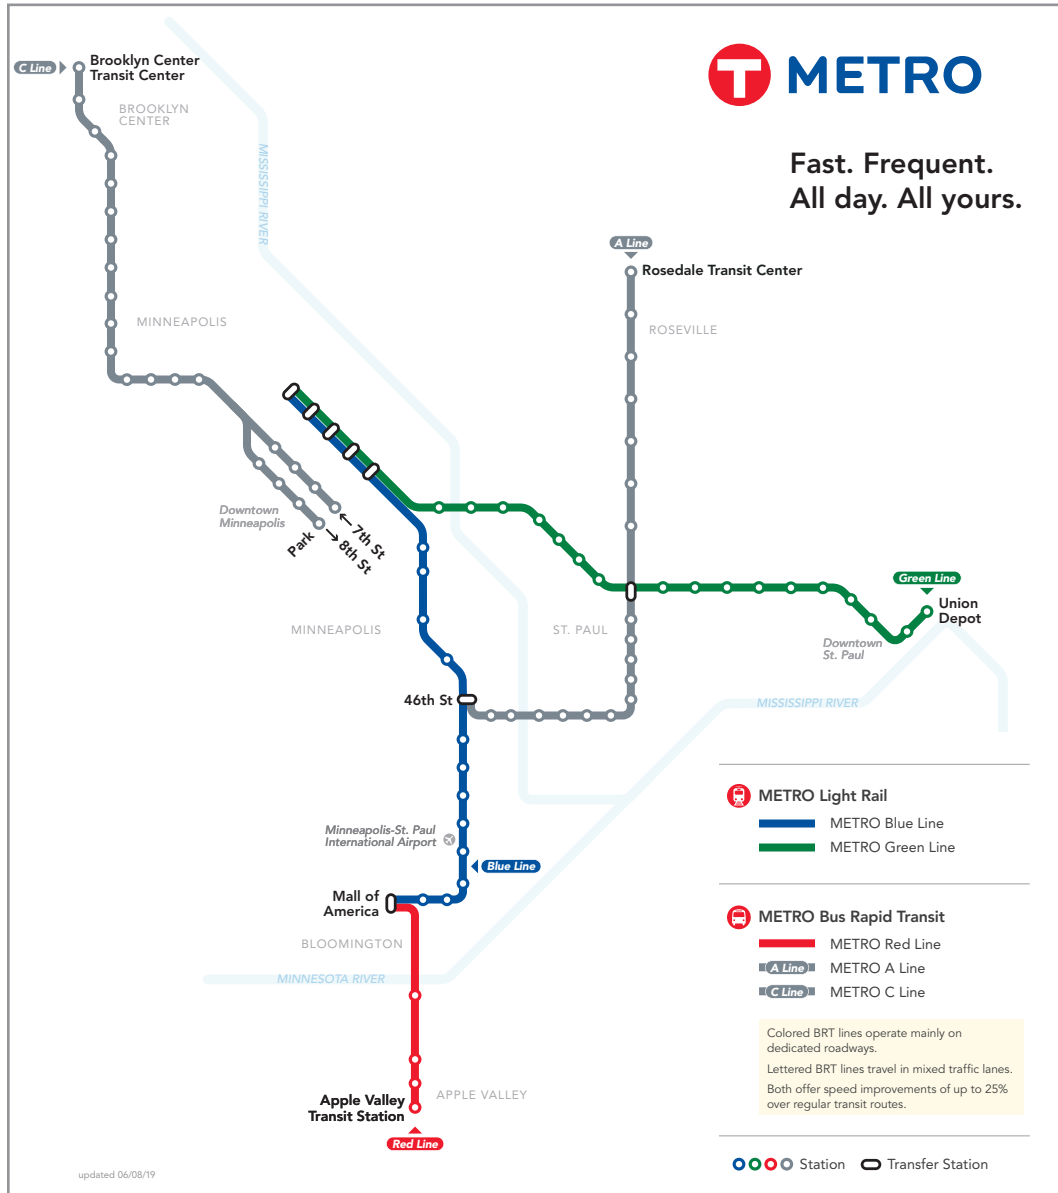 C Line
Brooklyn Center
Transit Center
BROOKLYN
CENTER
MISSISSIPPI RIVER
T METRO
Fast. Frequent.
All day. All yours.
A Line
Rosedale Transit Center
MINNEAPOLIS
ROSEVILLE
Downtown
Minneapolis
Park
7th St
8th St
Green Line
Union
Depot
MINNEAPOLIS
ST. PAUL
Downtown
St. Paul
46th St
MISSISSIPPI RIVER
Minneapolis-St. Paul
International Airport
Blue Line
Mall of
America
BLOOMINGTON
MINNESOTA RIVER
Apple Valley
Transit Station
APPLE VALLEY
Red Line
METRO Light Rail
METRO Blue Line
METRO Green Line
METRO Bus Rapid Transit
METRO Red Line
A Line METRO A Line
C Line METRO C Line
Colored BRT lines operate mainly on
dedicated roadways.
Lettered BRT lines travel in mixed traffic lanes.
Both offer speed improvements of up to 25%
over regular transit routes.
Station Transfer Station
updated 06/08/19